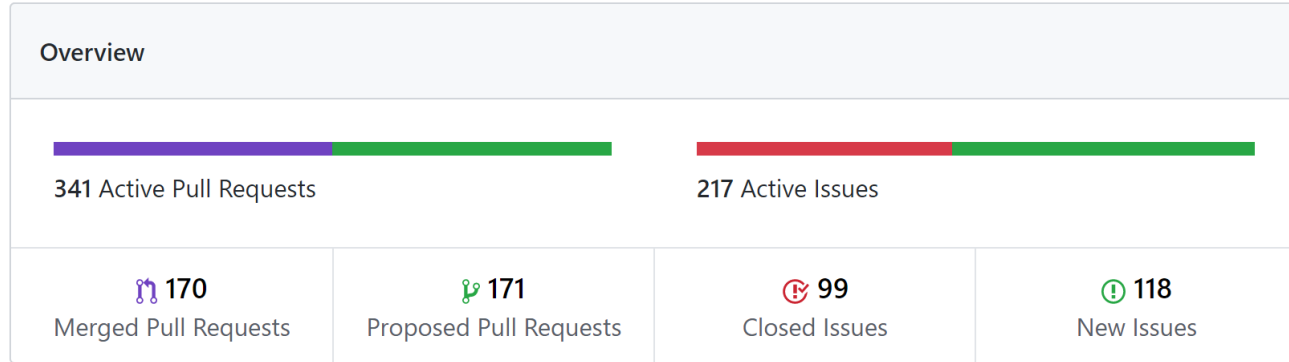 Overview
341 Active Pull Requests
217 Active Issues
170
Merged Pull Requests
171
Proposed Pull Requests
99
Closed Issues
118
New Issues